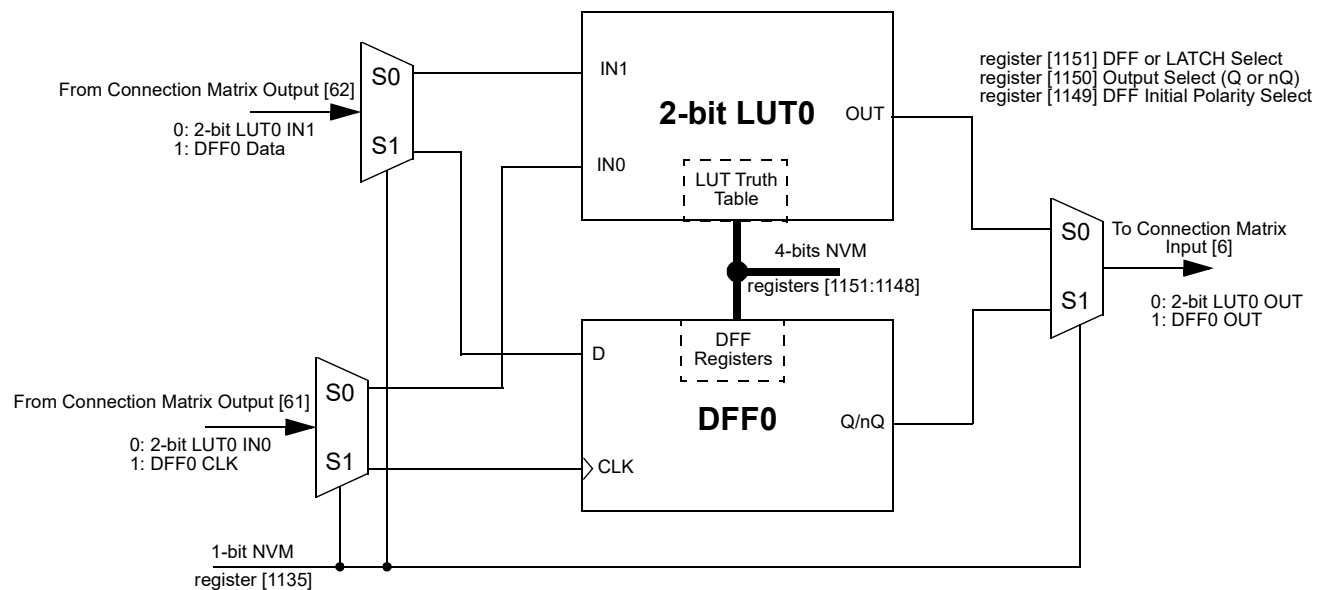 From Connection Matrix Output [62]
0: 2-bit LUT0 IN1
1: DFF0 Data
S0
S1
IN1
IN0
2-bit LUT0
OUT
LUT Truth
Table
register [1151] DFF or LATCH Select
register [1150] Output Select (Q or nQ)
register [1149] DFF Initial Polarity Select
4-bits NVM
registers [1151:1148]
S0
S1
To Connection Matrix
Input [6]
0: 2-bit LUT0 OUT
1: DFF0 OUT
From Connection Matrix Output [61]
0: 2-bit LUT0 IN0
1: DFF0 CLK
S0
S1
D
DFF
Registers
DFF0
Q/nQ
CLK
1-bit NVM
register [1135]